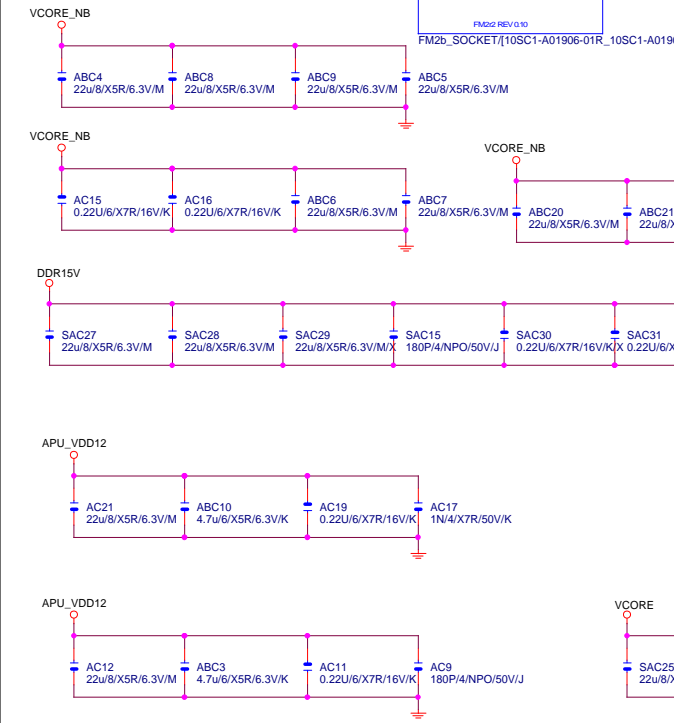 VCORE_NB
FM2r2 REV 0.10
FM2b_SOCKET/[10SC1-A01906-01R_10SC1-A019
ABC4
22u/8/X5R/6.3V/M
ABC8
22u/8/X5R/6.3V/M
ABC9
22u/8/X5R/6.3V/M
ABC5
22u/8/X5R/6.3V/M
VCORE_NB
AC15
0.22U/6/X7R/16V/K
AC16
0.22U/6/X7R/16V/K
ABC6
22u/8/X5R/6.3V/M
ABC7
22u/8/X5R/6.3V/M
VCORE_NB
ABC20
22u/8/X5R/6.3V/M
ABC21
22u/8/X
DDR15V
SAC27
22u/8/X5R/6.3V/M
SAC28
22u/8/X5R/6.3V/M
SAC29
22u/8/X5R/6.3V/M/X
SAC15
180P/4/NPO/50V/J
SAC30
0.22U/6/X7R/16V/K/X
SAC31
0.22U/6/X
APU_VDD12
AC21
22u/8/X5R/6.3V/M
ABC10
4.7u/6/X5R/6.3V/K
AC19
0.22U/6/X7R/16V/K
AC17
1N/4/X7R/50V/K
APU_VDD12
AC12
22u/8/X5R/6.3V/M
ABC3
4.7u/6/X5R/6.3V/K
AC11
0.22U/6/X7R/16V/K
AC9
180P/4/NPO/50V/J
VCORE
SAC25
22u/8/X